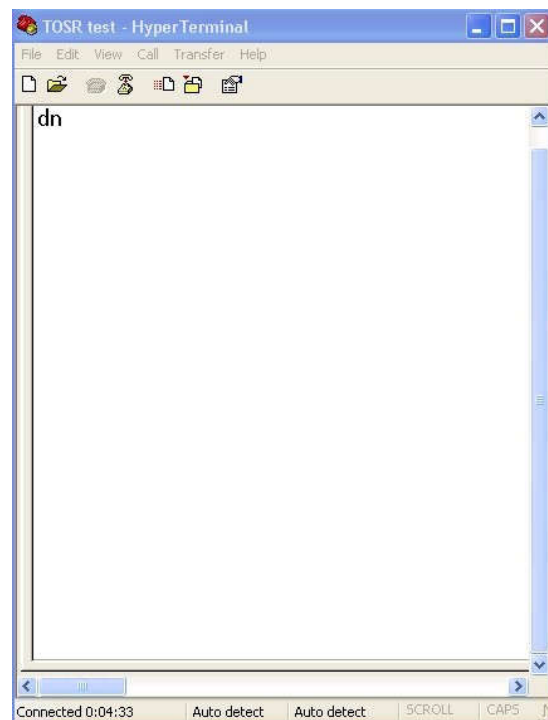 TOSR test - HyperTerminal
File Edit View Call Transfer Help
dn
Connected 0:04:33 Auto detect Auto detect SCROLL CAPS